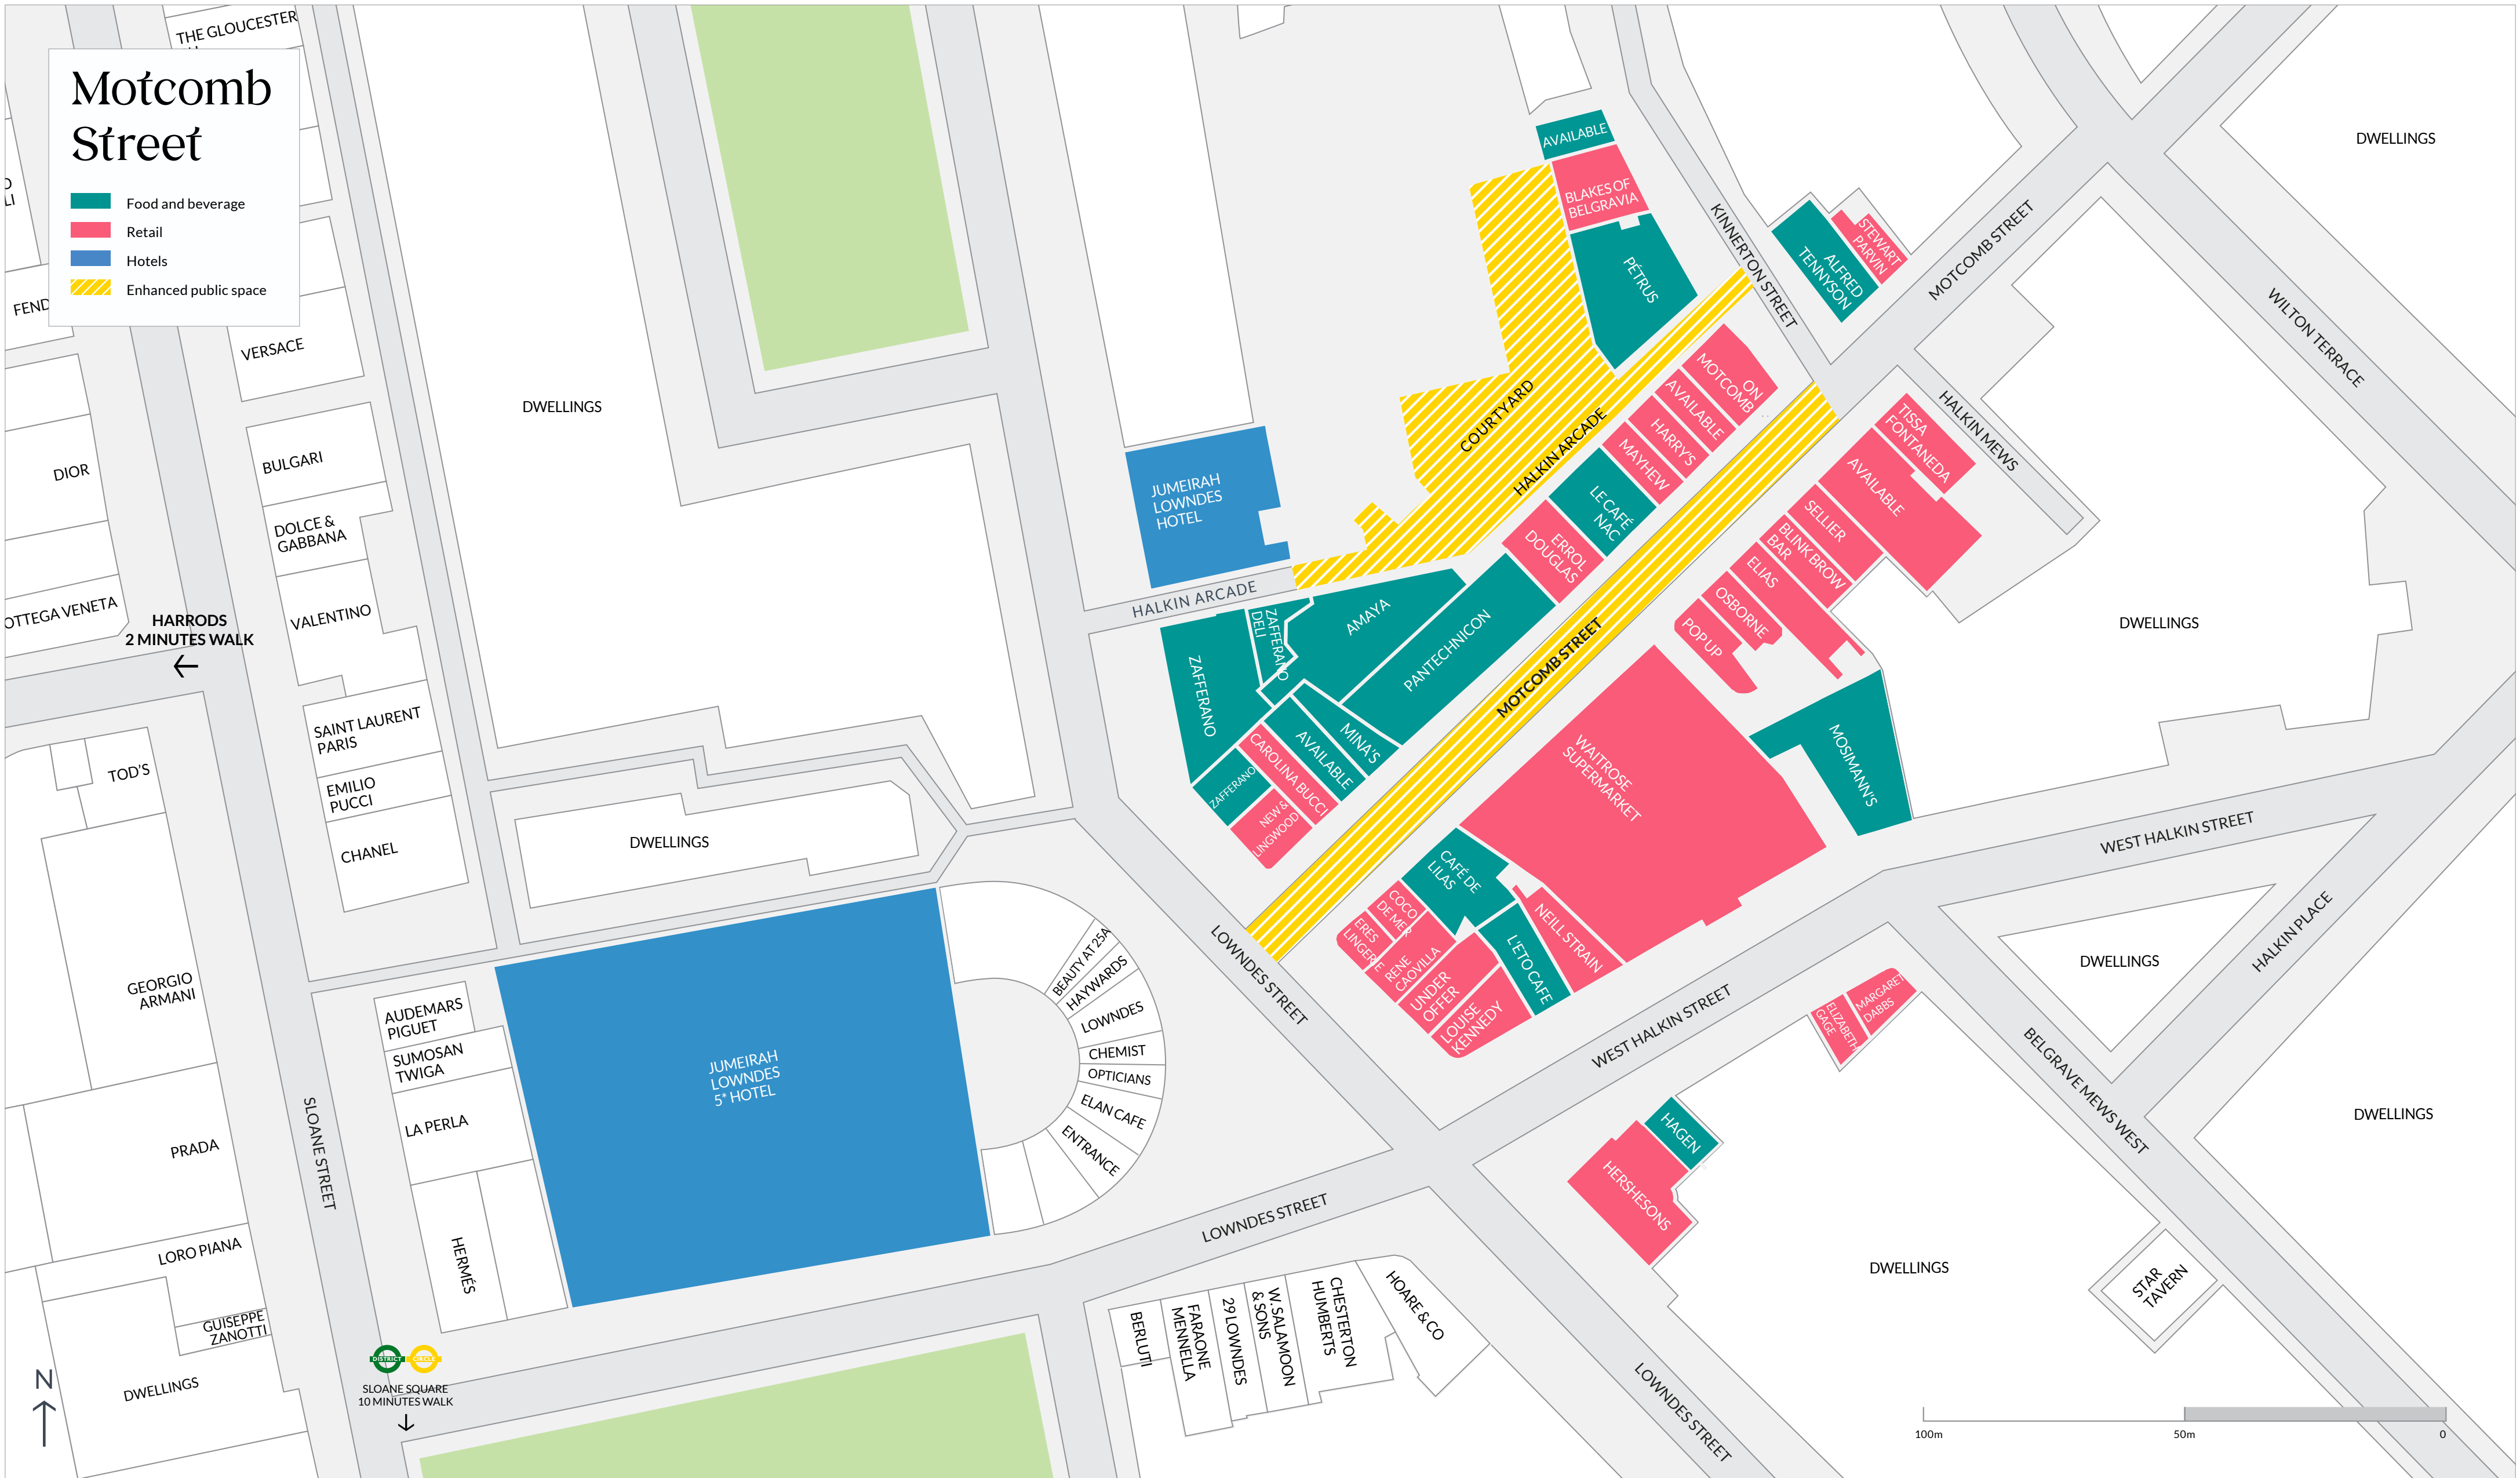 THE GLOUCESTER
Motcomb
Street
Food and beverage
Retail
Hotels
Enhanced public space
FEND
VERSACE
DIOR
BULGARI
DOLCE &
GABBANA
OTTEGA VENETA
HARRODS
2 MINUTES WALK
VALENTINO
SAINT LAURENT
PARIS
TOD'S
EMILIO
PUCCI
CHANEL
GEORGIO
ARMANI
AUDEMARS
PIGUET
SUMOSAN
TWIGA
LA PERLA
PRADA
SLOANE STREET
HERMÉS
LORO PIANA
GUISEPPE
ZANOTTI
DWELLINGS
DISTRICT
CIRCLE
SLOANE SQUARE
10 MINUTES WALK
N
DWELLINGS
DWELLINGS
JUMEIRAH
LOWNDES
5* HOTEL
BEAUTY AT 25A
HAYWARDS
LOWNDES
CHEMIST
OPTICIANS
ELAN CAFE
ENTRANCE
LOWNDES STREET
BERLUTI
FARAONE
MENNELLA
29 LOWNDES
W.SALAMOON
& SONS
CHESTERTON
HUMBERTS
HOARE & CO
JUMEIRAH
LOWNDES
HOTEL
HALKIN ARCADE
COURTYARD
HALKIN ARCADE
AVAILABLE
BLAKES OF
BELGRAVIA
PÉTRUS
KINNERTON STREET
ALFRED
TENNYSON
STEWART
PARVIN
MOTCOMB STREET
WILTON TERRACE
DWELLINGS
ON
MOTCOMB
AVAILABLE
HARRY'S
MAYHEW
LE CAFÉ
NAC
ERROL
DOUGLAS
PANTECHNICON
AMAYA
ZAFFERANO
DELI
ZAFFERANO
MINA'S
AVAILABLE
CAROLINA BUCCI
ZAFFERANO
NEW &
LINGWOOD
MOTCOMB STREET
HALKIN MEWS
TISSA
FONTANEDA
AVAILABLE
SELLIER
BLINK BROW
BAR
ELIAS
OSBORNE
POP UP
MOSIMANN'S
WAITROSE
SUPERMARKET
DWELLINGS
CAFÉ DE
LILAS
COCO
DE MER
ERES
LINGERIE
RENE
CAOVILLA
UNDER
OFFER
LOUISE
KENNEDY
L'ETO CAFE
NEILL STRAIN
LOWNDES STREET
WEST HALKIN STREET
WEST HALKIN STREET
HALKIN PLACE
DWELLINGS
ELIZABETH
GAGE
MARGARET
DABBS
BELGRAVE MEWS WEST
DWELLINGS
HAGEN
HERSHESONS
DWELLINGS
STAR
TAVERN
LOWNDES STREET
100m
50m
0